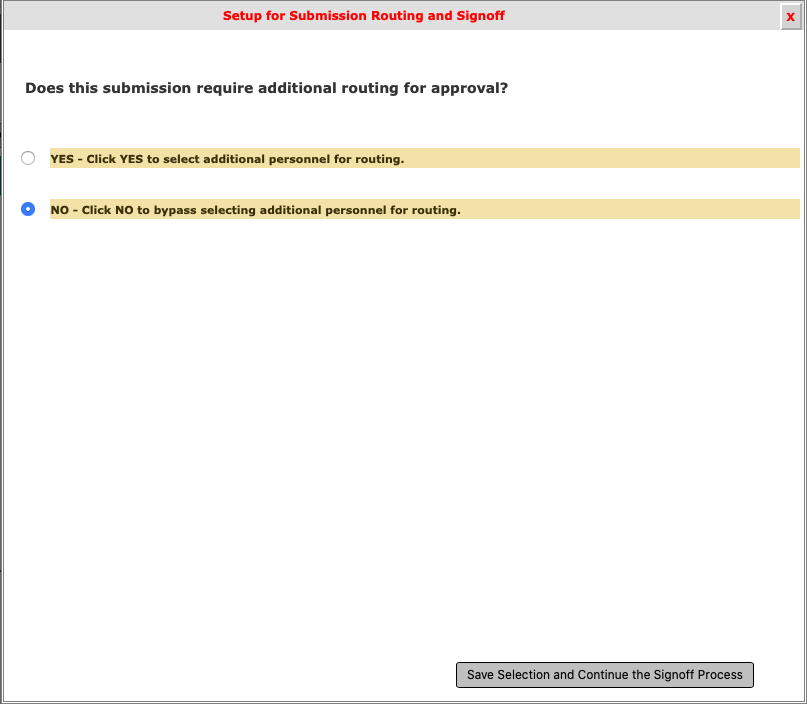 Setup for Submission Routing and Signoff
X
Does this submission require additional routing for approval?
YES - Click YES to select additional personnel for routing.
NO - Click NO to bypass selecting additional personnel for routing.
Save Selection and Continue the Signoff Process